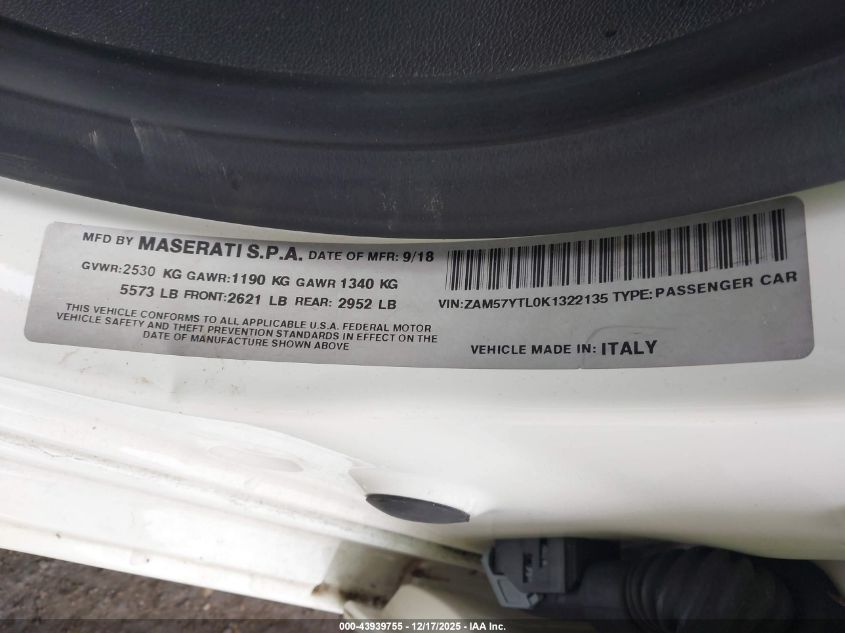 MFD BY MASERATI S.P.A. DATE OF MFR: 9/18
GVWR:2530 KG GAWR:1190 KG GAWR 1340 KG
5573 LB FRONT:2621 LB REAR: 2952 LB
THIS VEHICLE CONFORMS TO ALL APPLICABLE U.S.A. FEDERAL MOTOR
VEHICLE SAFETY AND THEFT PREVENTION STANDARDS IN EFFECT ON THE
DATE OF MANUFACTURE SHOWN ABOVE
VIN:ZAM57YTL0K1322135 TYPE:PASSENGER CAR
VEHICLE MADE IN: ITALY
000-43939755 - 12/17/2025 - IAA Inc.